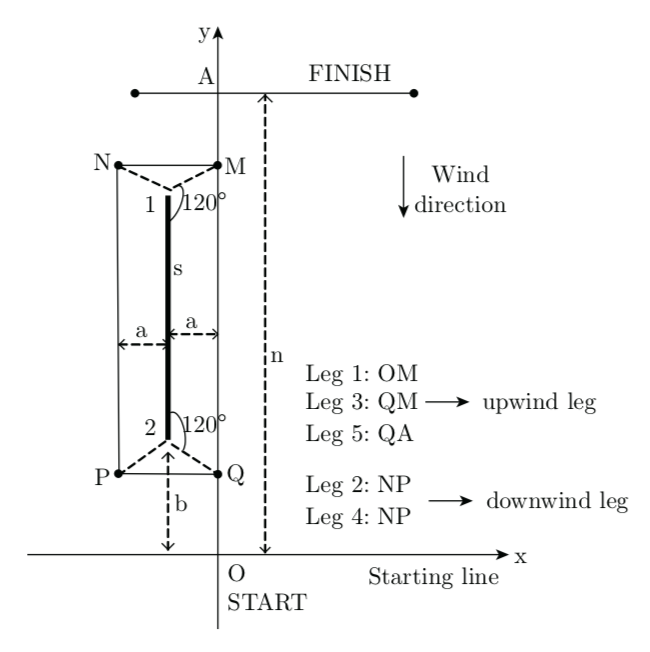 y
A
FINISH
N
M
1
120°
Wind
direction
s
a
a
n
Leg 1: OM
Leg 3: QM
upwind leg
Leg 5: QA
2
120°
P
Q
b
Leg 2: NP
downwind leg
Leg 4: NP
x
O
Starting line
START